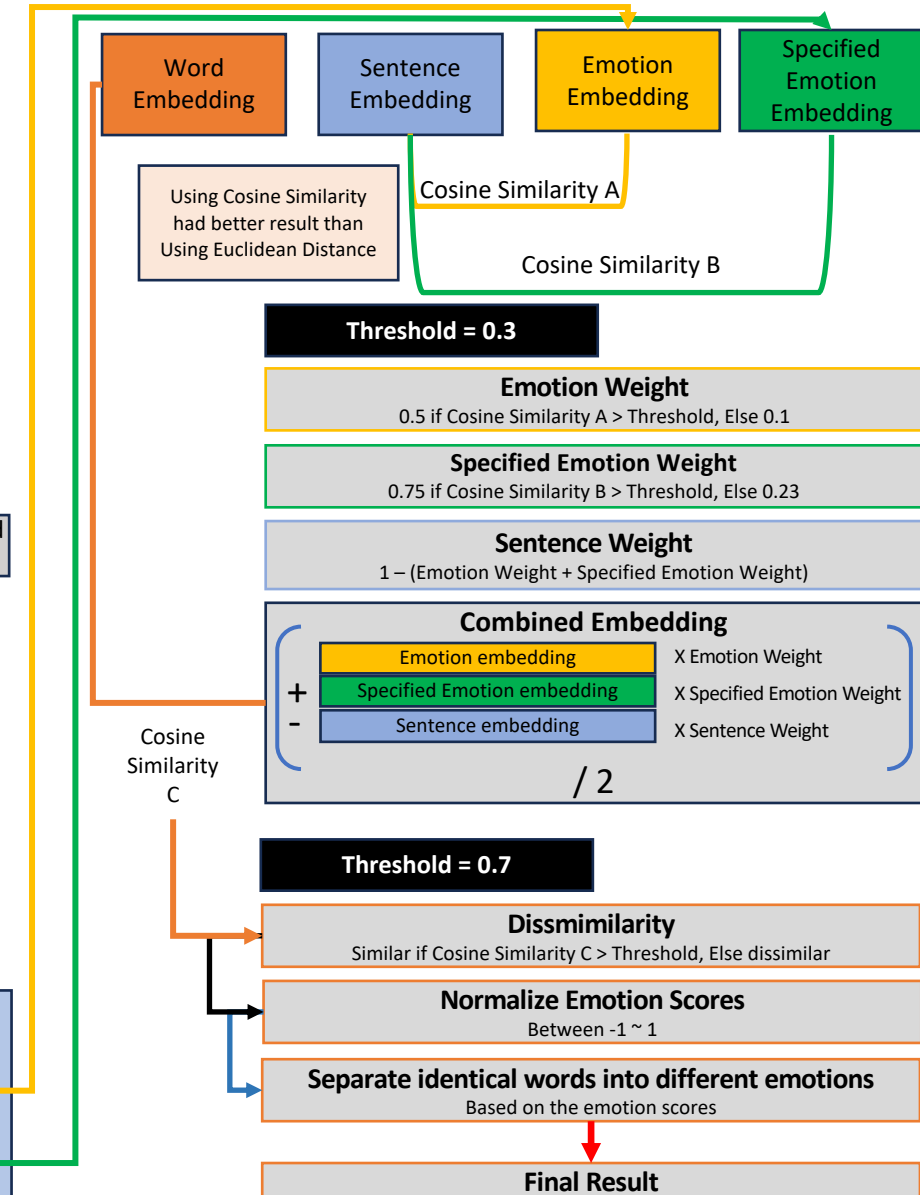 Word
Embedding
Sentence
Embedding
Emotion
Embedding
Specified
Emotion
Embedding
Using Cosine Similarity
had better result than
Using Euclidean Distance
Cosine Similarity A
Cosine Similarity B
Threshold = 0.3
Emotion Weight
0.5 if Cosine Similarity A > Threshold, Else 0.1
Specified Emotion Weight
0.75 if Cosine Similarity B > Threshold, Else 0.23
Sentence Weight
1 – (Emotion Weight + Specified Emotion Weight)
Combined Embedding
Emotion embedding X Emotion Weight
+ Specified Emotion embedding X Specified Emotion Weight
- Sentence embedding X Sentence Weight
/ 2
Cosine
Similarity
C
Threshold = 0.7
Dissmimilarity
Similar if Cosine Similarity C > Threshold, Else dissimilar
Normalize Emotion Scores
Between -1 ~ 1
Separate identical words into different emotions
Based on the emotion scores
Final Result